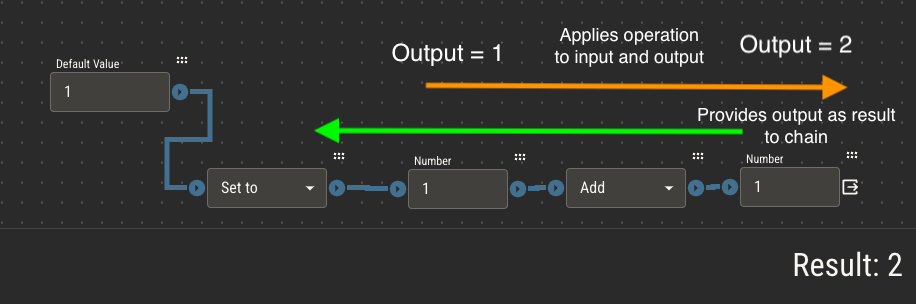 Output = 1
Applies operation
to input and output
Output = 2
Default Value
1
Provides output as result
to chain
Set to
Number
1
Add
Number
1
Result: 2